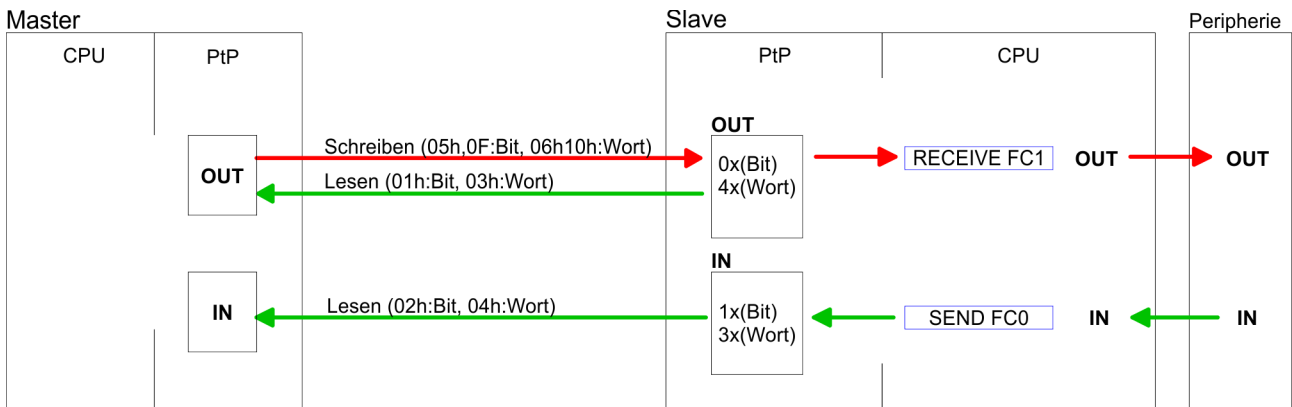 Master
Slave
Peripherie
CPU
PtP
PtP
CPU
OUT
Schreiben (05h,0F:Bit, 06h10h:Wort)
0x(Bit)
RECEIVE FC1
OUT
OUT
OUT
Lesen (01h:Bit, 03h:Wort)
4x(Wort)
IN
IN
Lesen (02h:Bit, 04h:Wort)
1x(Bit)
3x(Wort)
SEND FC0
IN
IN